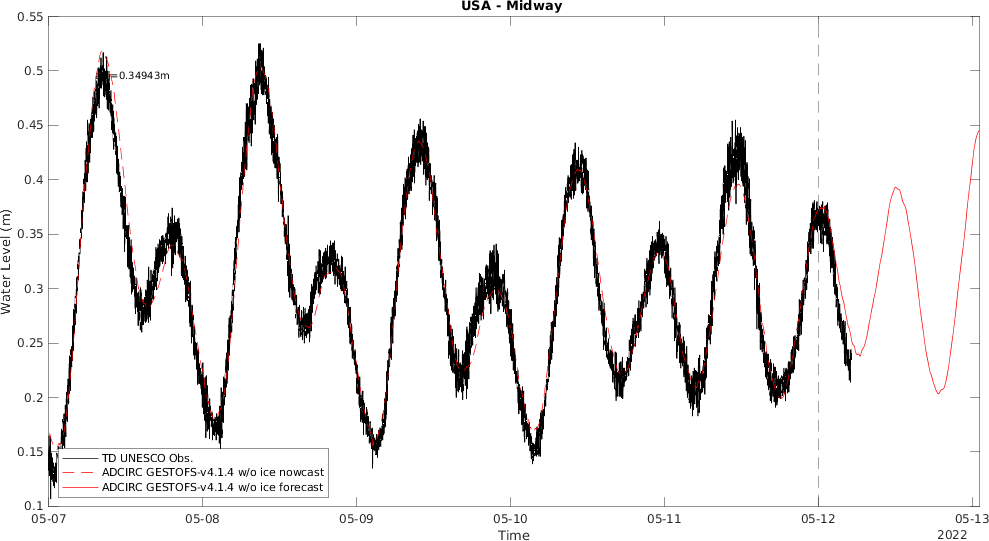 USA - Midway
0.55
0.5
0.45
0.4
0.35
0.3
0.25
0.2
0.15
0.1
Water Level (m)
=0.34943m
TD UNESCO Obs.
ADCIRC GESTOFS-v4.1.4 w/o ice nowcast
ADCIRC GESTOFS-v4.1.4 w/o ice forecast
05-07 05-08 05-09 05-10 05-11 05-12 05-13
Time
2022